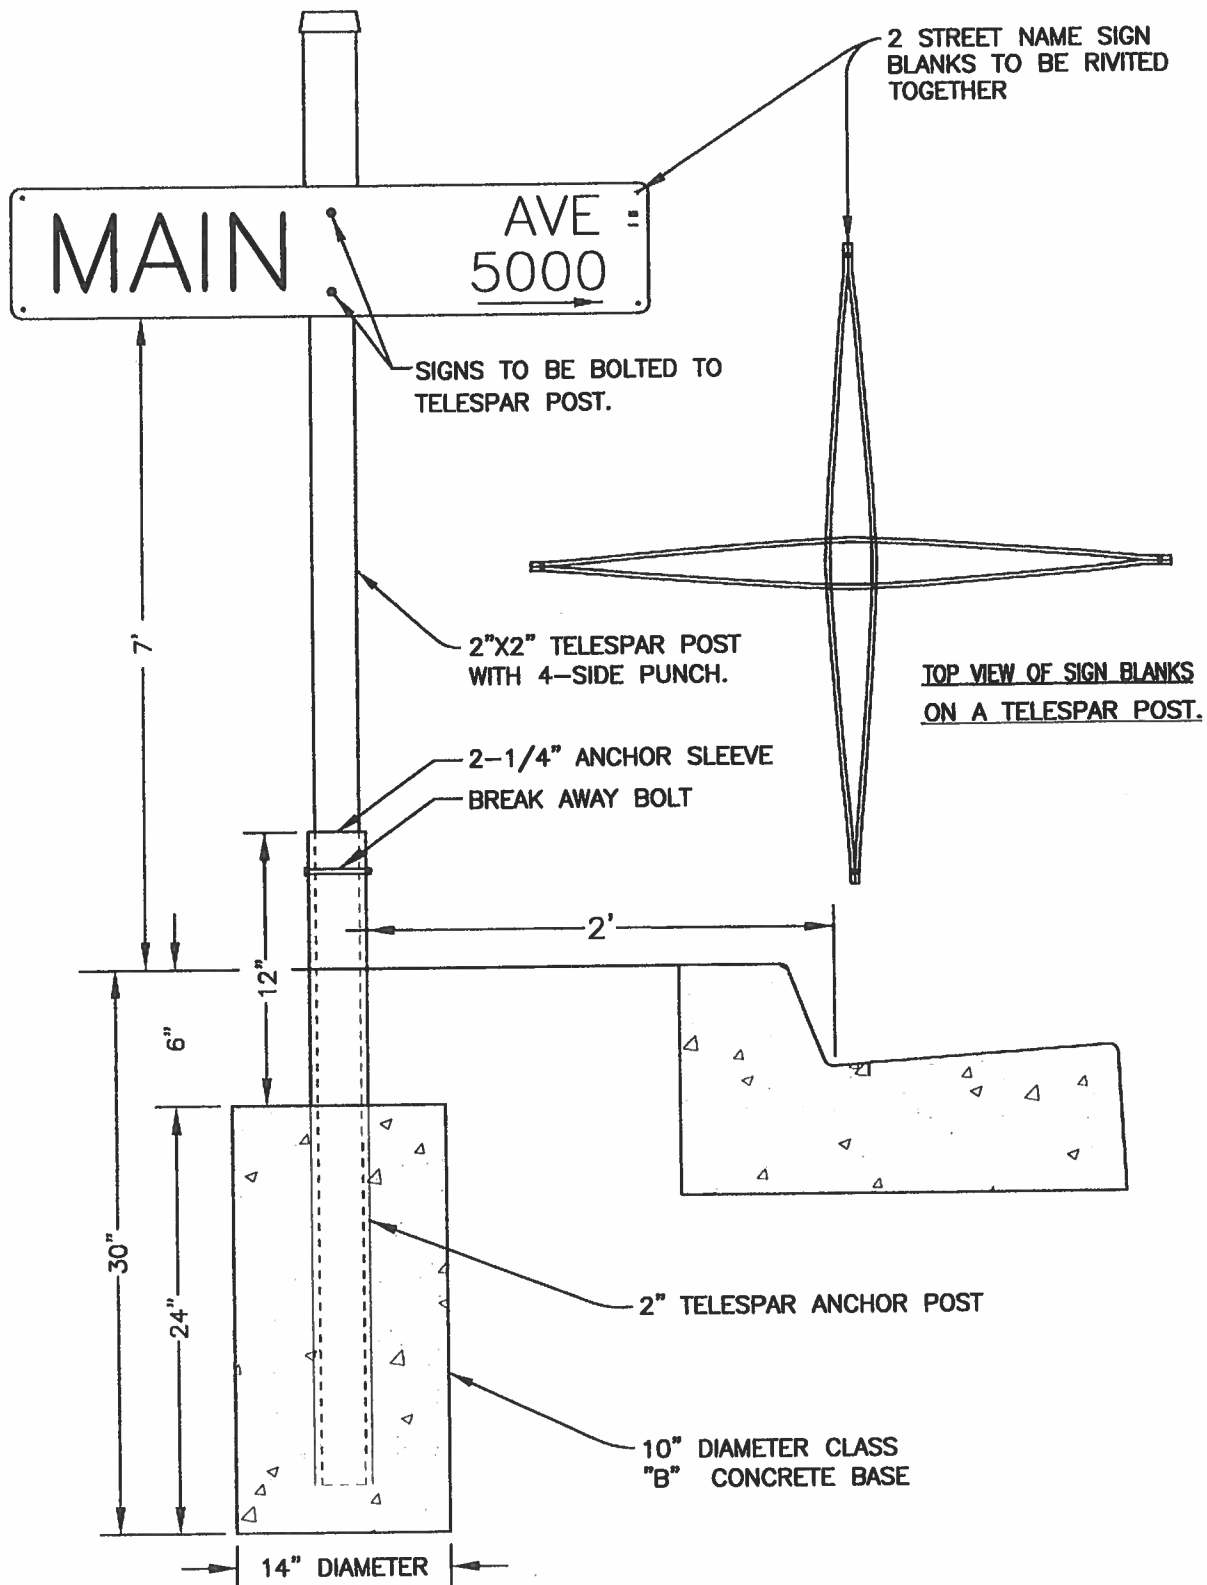 2 STREET NAME SIGN
BLANKS TO BE RIVITED
TOGETHER
MAIN
AVE
5000
SIGNS TO BE BOLTED TO
TELESPAR POST.
7'
2"X2" TELESPAR POST
WITH 4-SIDE PUNCH.
TOP VIEW OF SIGN BLANKS
ON A TELESPAR POST.
2-1/4" ANCHOR SLEEVE
BREAK AWAY BOLT
2'
12"
6"
30"
24"
2" TELESPAR ANCHOR POST
10" DIAMETER CLASS
"B" CONCRETE BASE
14" DIAMETER